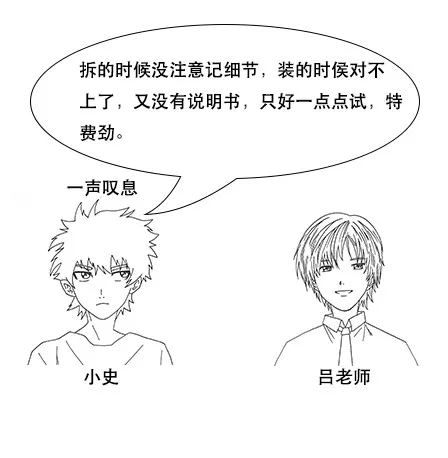 拆的时候没注意记细节，装的时侯对不
上了，又没有说明书，只好一点点试，特
费劲。
一声叹息
小史
吕老师